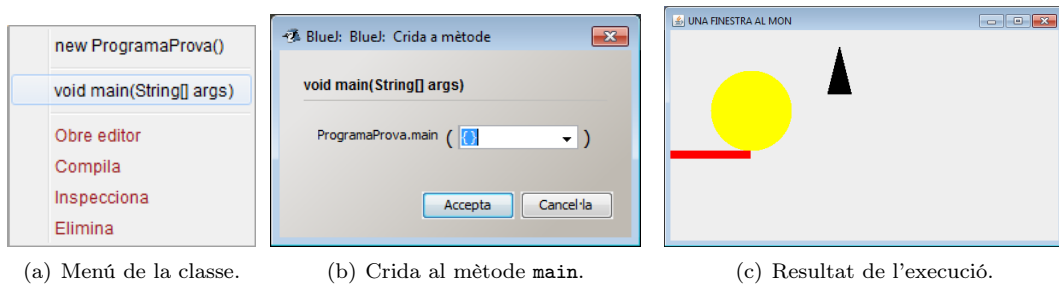 new ProgramaProva()
void main(String[] args)
Obre editor
Compila
Inspecciona
Elimina
BlueJ: BlueJ: Crida a mètode
void main(String[] args)
ProgramaProva.main ( {} )
Accepta
Cancel·la
UNA FINESTRA AL MON
(a) Menú de la classe.
(b) Crida al mètode main.
(c) Resultat de l'execució.